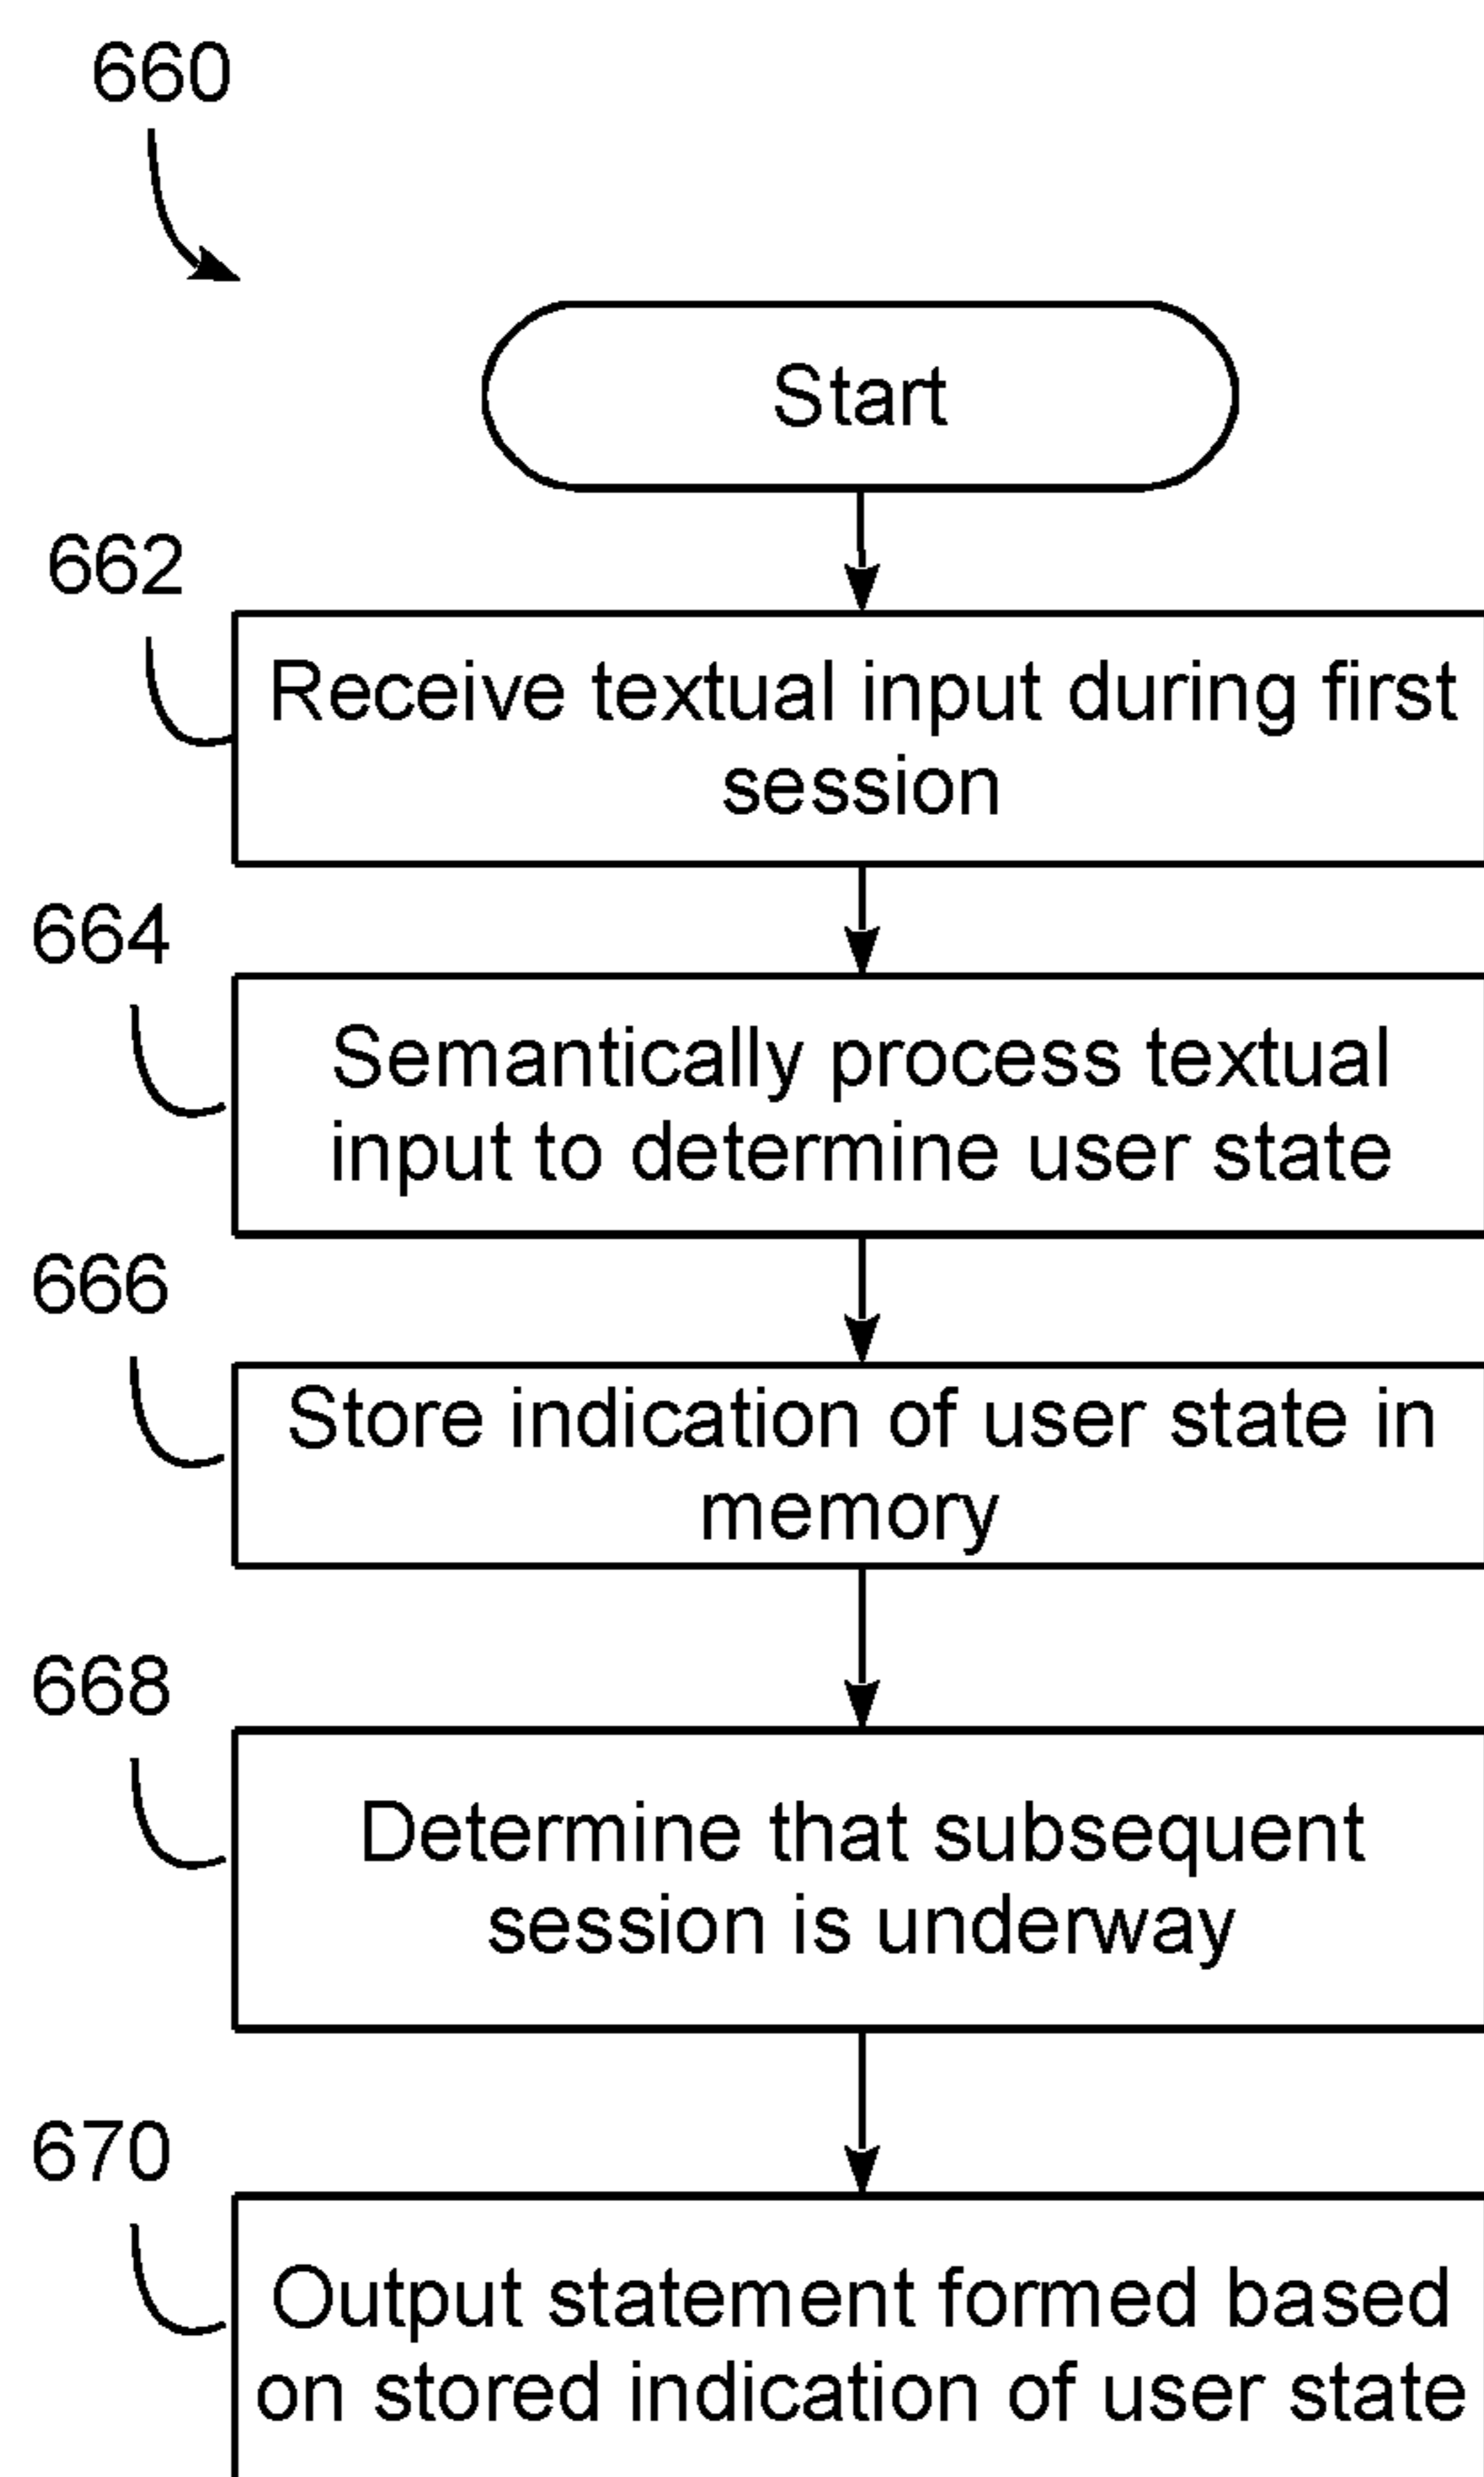 660
Start
662
Receive textual input during first
session
664
Semantically process textual
input to determine user state
666
Store indication of user state in
memory
668
Determine that subsequent
session is underway
670
Output statement formed based
on stored indication of user state